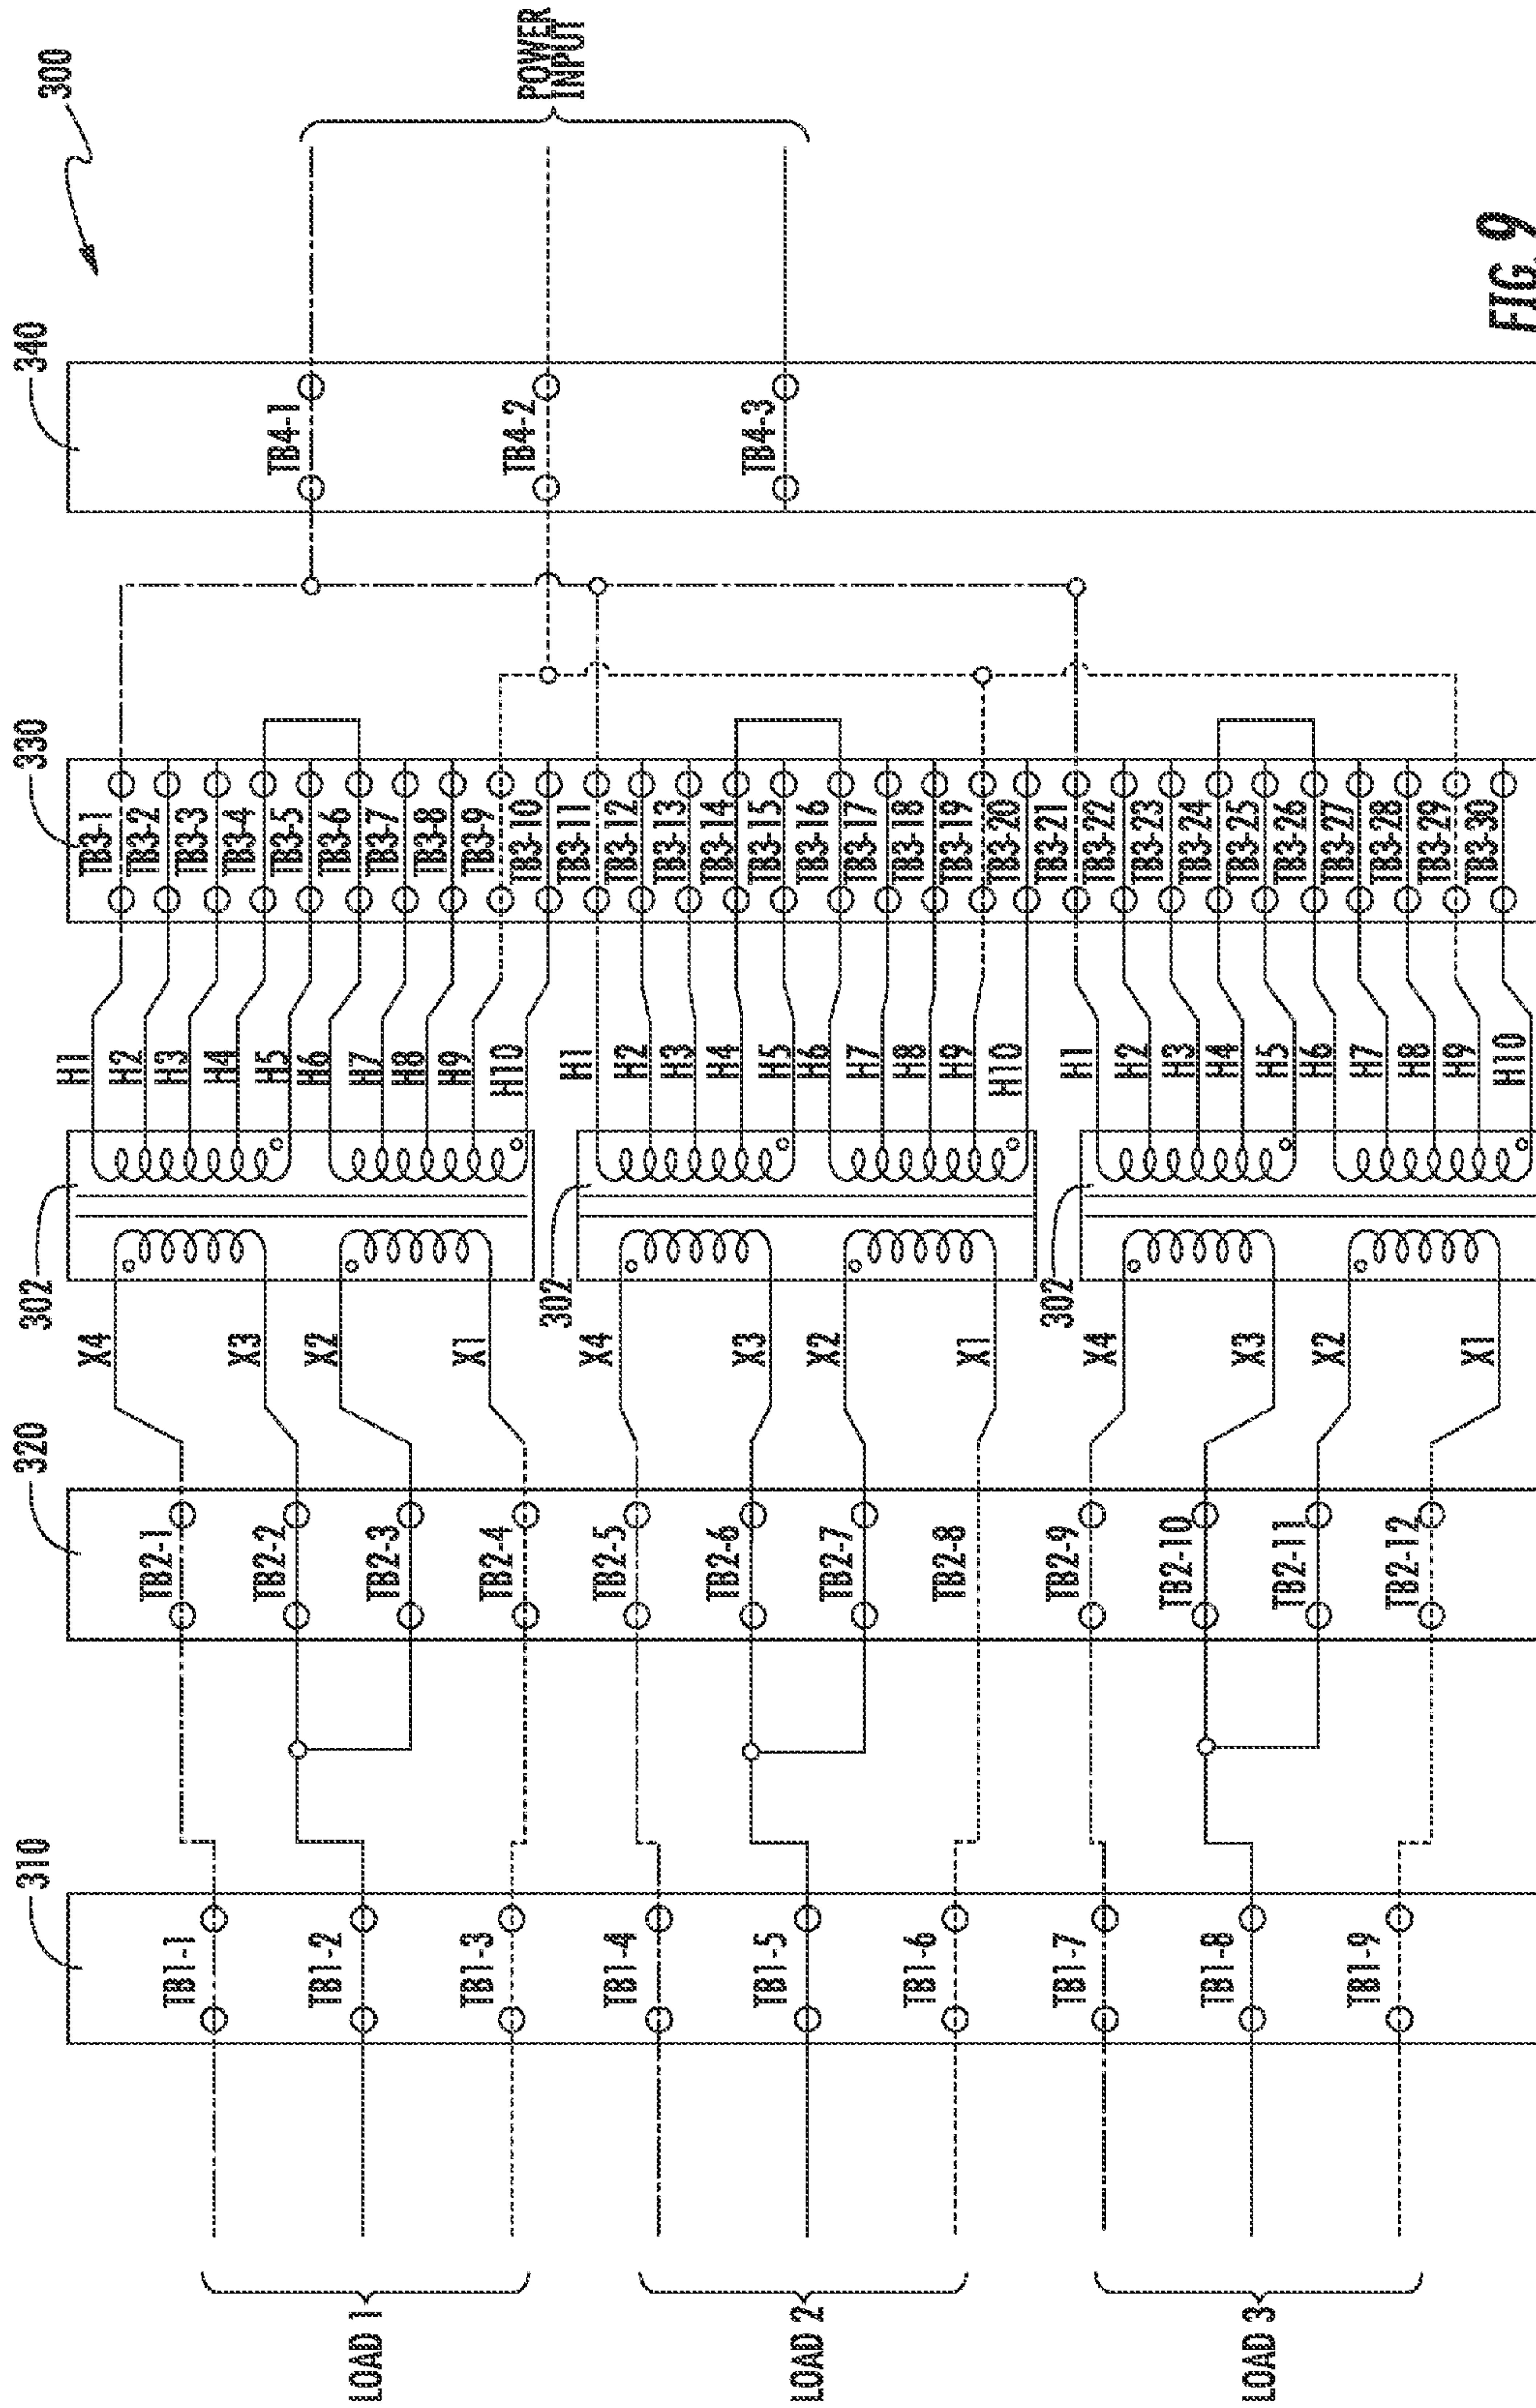 300
340
POWER
INPUT
TB4-1
TB4-2
TB4-3
330
TB3-1
TB3-2
TB3-3
TB3-4
TB3-5
TB3-6
TB3-7
TB3-8
TB3-9
TB3-10
TB3-11
TB3-12
TB3-13
TB3-14
TB3-15
TB3-16
TB3-17
TB3-18
TB3-19
TB3-20
TB3-21
TB3-22
TB3-23
TB3-24
TB3-25
TB3-26
TB3-27
TB3-28
TB3-29
TB3-30
H1
H2
H3
H4
H5
H6
H7
H8
H9
H10
H1
H2
H3
H4
H5
H6
H7
H8
H9
H10
H1
H2
H3
H4
H5
H6
H7
H8
H9
H10
302
302
302
X4
X3
X2
X1
X4
X3
X2
X1
X4
X3
X2
X1
320
TB2-1
TB2-2
TB2-3
TB2-4
TB2-5
TB2-6
TB2-7
TB2-8
TB2-9
TB2-10
TB2-11
TB2-12
310
TB1-1
TB1-2
TB1-3
TB1-4
TB1-5
TB1-6
TB1-7
TB1-8
TB1-9
LOAD 1
LOAD 2
LOAD 3
FIG. 9